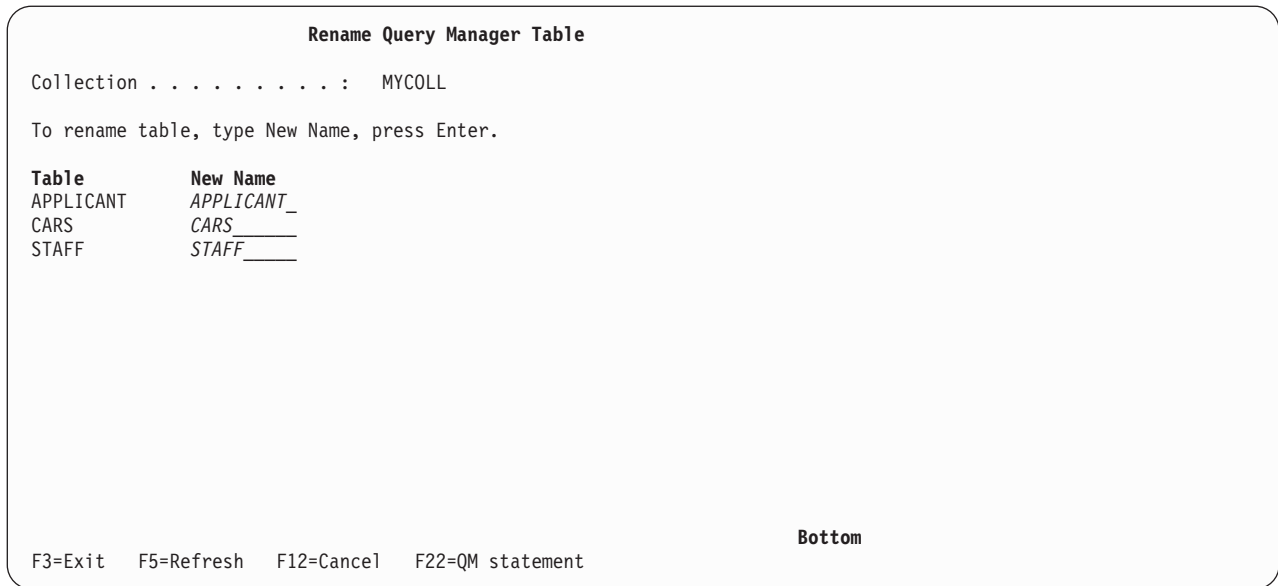 Rename Query Manager Table
Collection . . . . . . . . . :   MYCOLL
To rename table, type New Name, press Enter.
Table   New Name
APPLICANT   APPLICANT_
CARS   CARS______
STAFF   STAFF_____
Bottom
F3=Exit   F5=Refresh   F12=Cancel   F22=QM statement